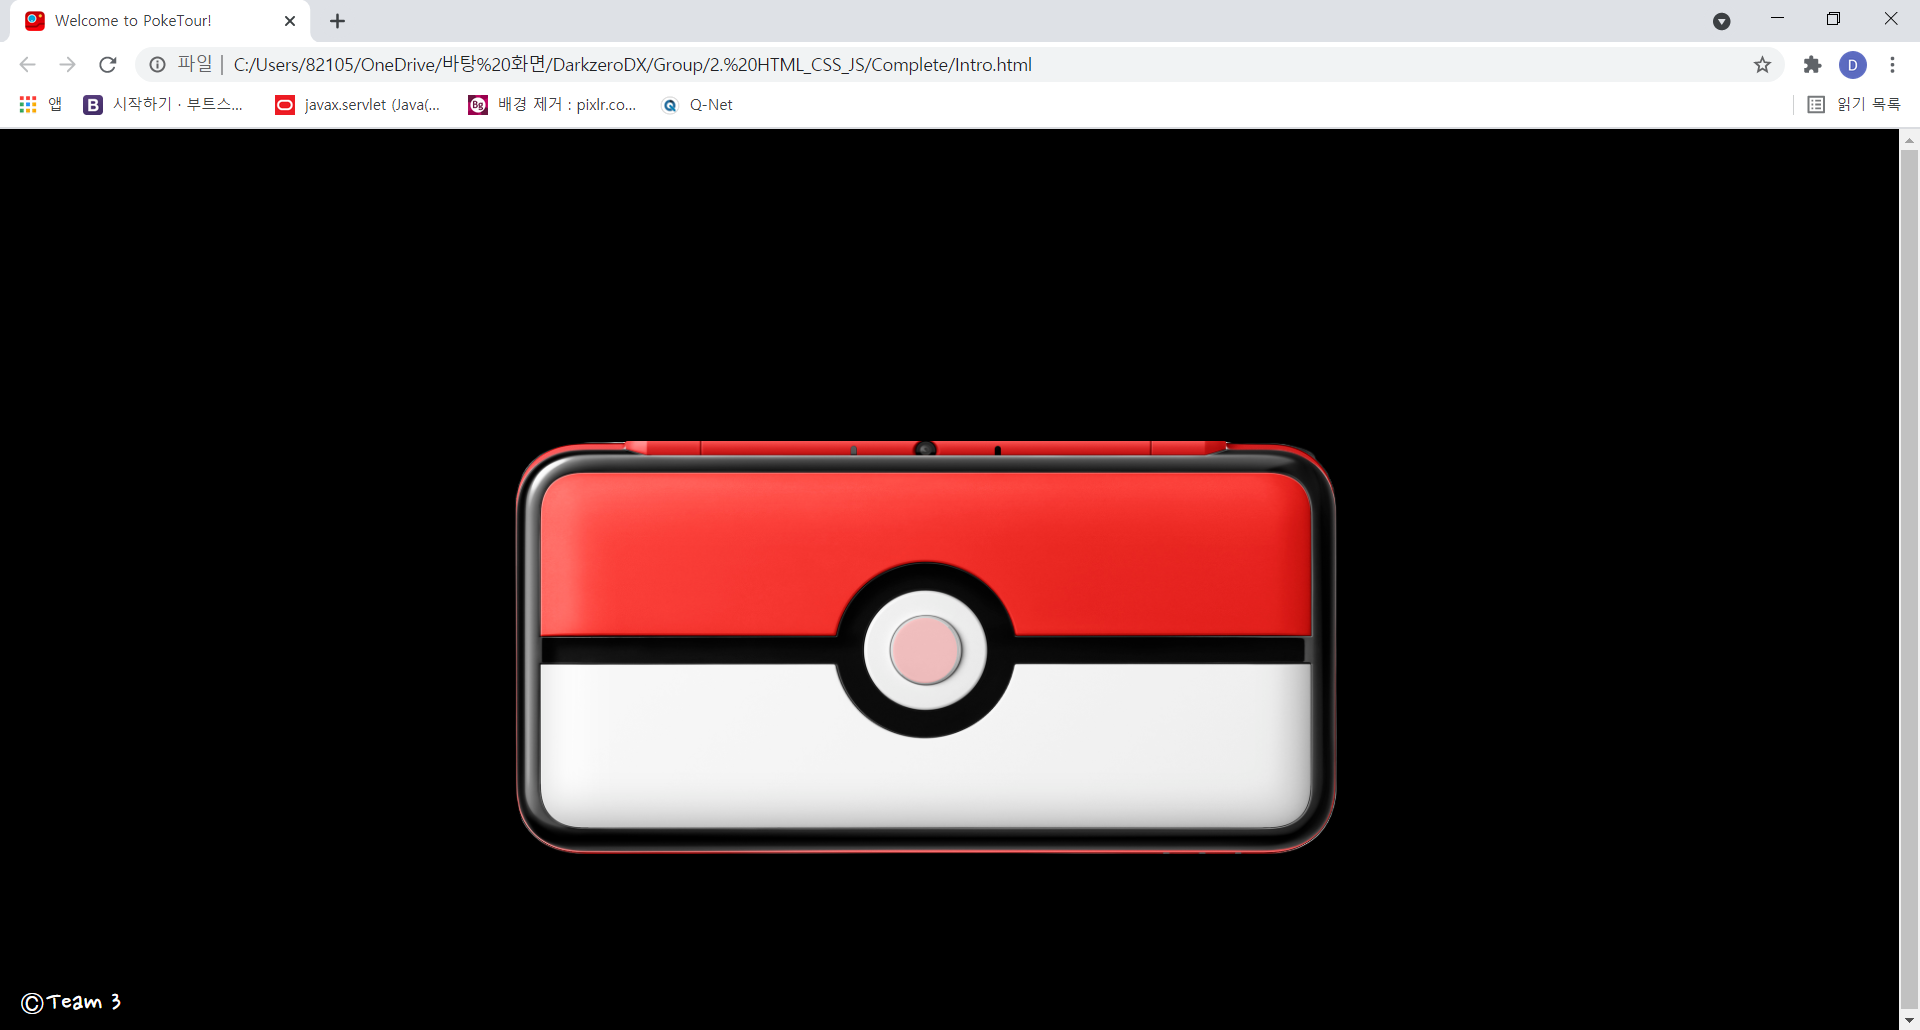 Welcome to PokeTour!
파일 | C:/Users/82105/OneDrive/바탕%20화면/DarkzeroDX/Group/2.%20HTML_CSS_JS/Complete/Intro.html
D
앱 B 시작하기 · 부트스... javax.servlet (Java(... Bg 배경 제거 : pixlr.co... Q Q-Net 읽기 목록
©Team 3